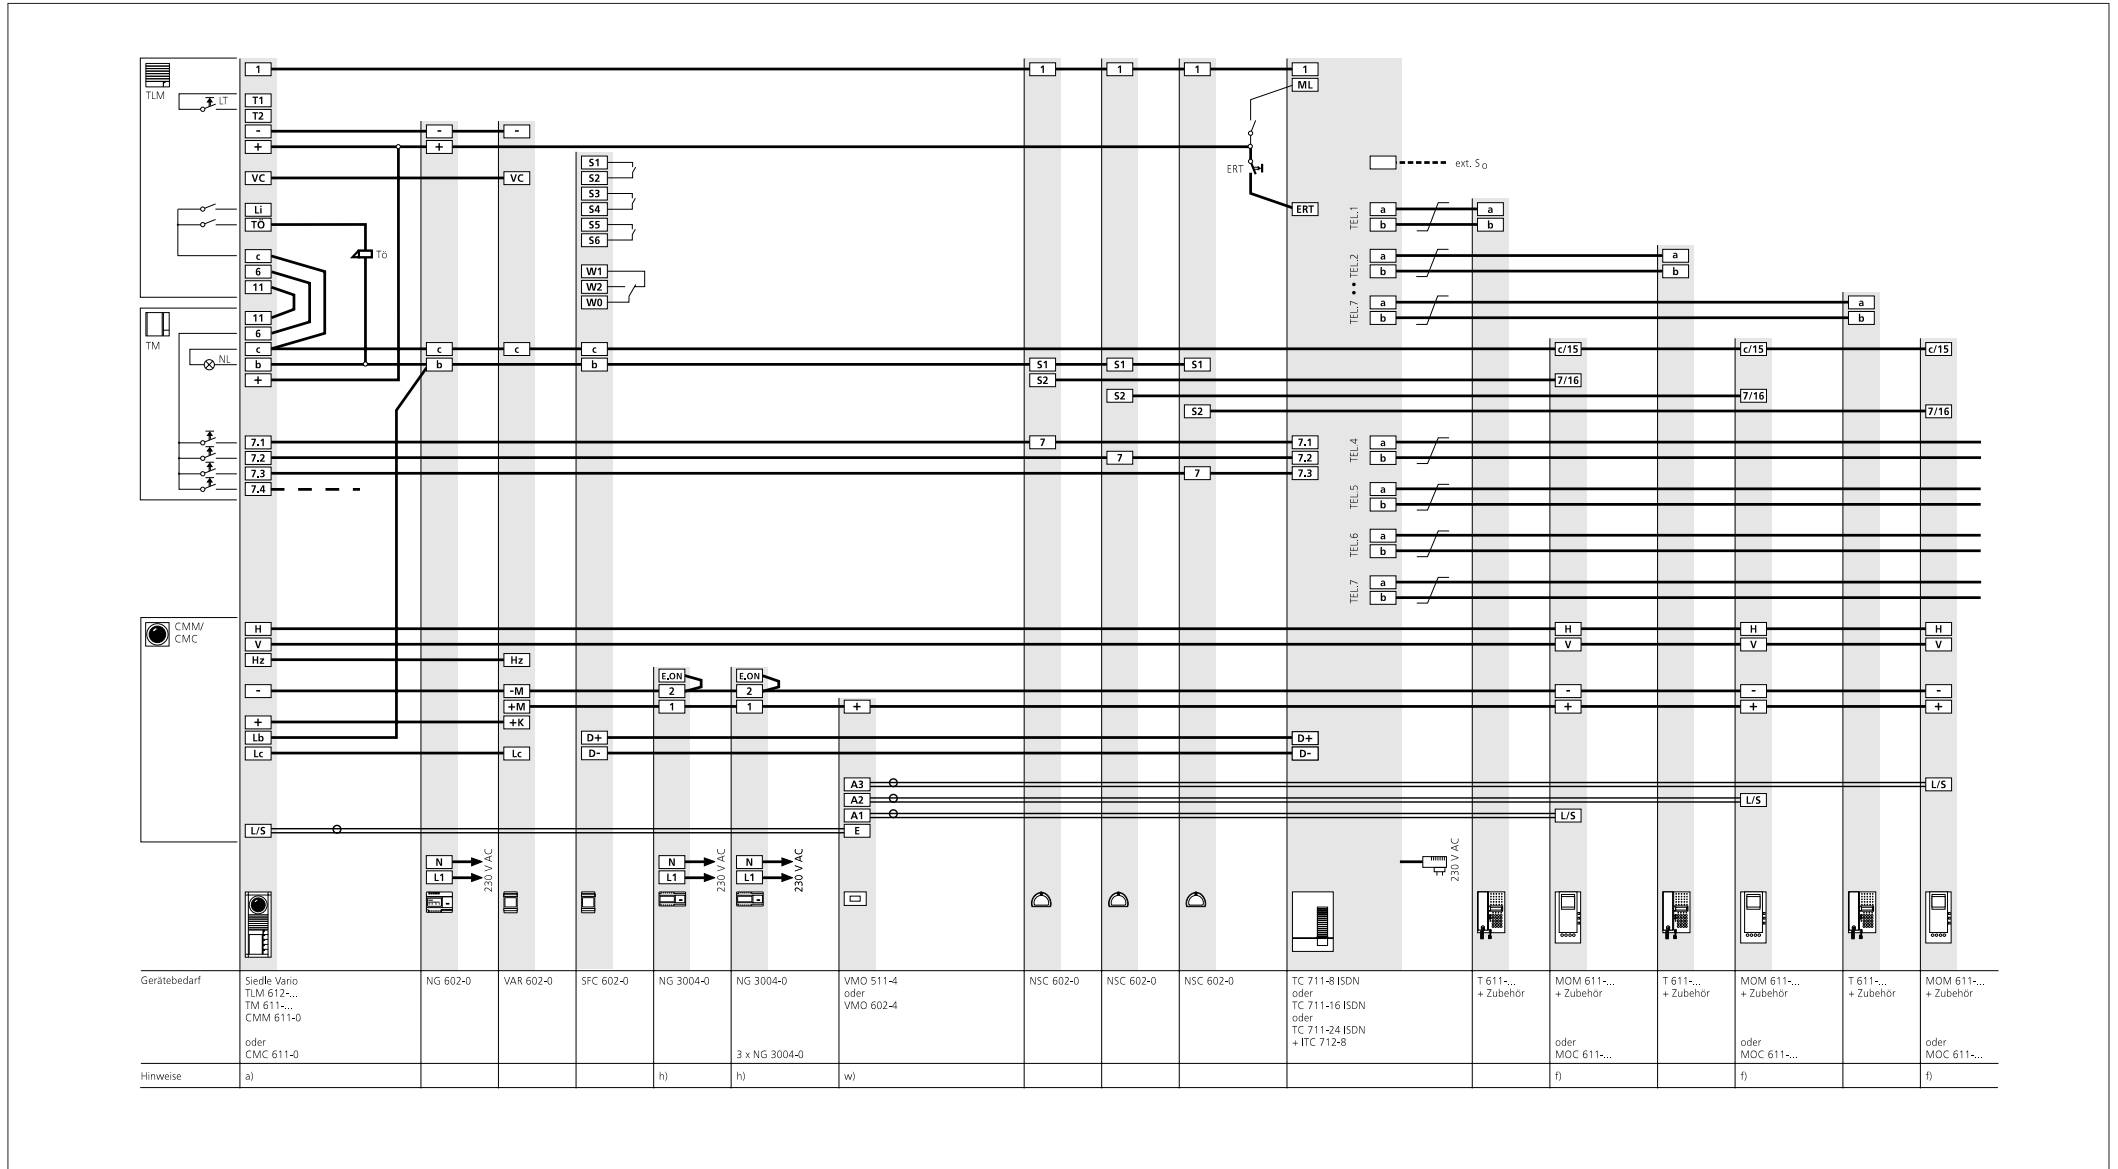 1 1 1 1 1
TLM ML
LT T1
T2
- - -
+ +
S1 ext. S0
ERT
VC VC S2
S3
Li S4 ERT TEL.1 a a
TÖ S5 b b
Tö S6
c TEL.2 a a
6 W1 b b
11 W2
W0 TEL.7 a a
11 b b
6
TM
c c c c c/15 c/15 c/15
NL b b b S1 S1 S1
+ S2 7/16
S2 7/16
S2 7/16
7.1 7 7.1 TEL.4 a
7.2 7 7.2 b
7.3 7 7.3
7.4 TEL.5 a
b
TEL.6 a
b
TEL.7 a
b
CMM/
CMC
H H H H
V V V V
Hz Hz
E.ON E.ON
- -M 2 2 - - -
+M 1 1 + + + +
+ +K
Lb D+ D+
Lc Lc D- D-
A3 L/S
A2 L/S
A1 L/S
L/S E
N N N
L1 L1 L1
230 V AC 230 V AC 230 V AC 230 V AC
Gerätebedarf
Siedle Vario
TLM 612-...
TM 611-...
CMM 611-0
oder
CMC 611-0
NG 602-0
VAR 602-0
SFC 602-0
NG 3004-0
NG 3004-0
3 x NG 3004-0
VMO 511-4
oder
VMO 602-4
NSC 602-0
NSC 602-0
NSC 602-0
TC 711-8 ISDN
oder
TC 711-16 ISDN
oder
TC 711-24 ISDN
+ ITC 712-8
T 611-...
+ Zubehör
MOM 611-...
+ Zubehör
oder
MOC 611-...
T 611-...
+ Zubehör
MOM 611-...
+ Zubehör
oder
MOC 611-...
T 611-...
+ Zubehör
MOM 611-...
+ Zubehör
oder
MOC 611-...
Hinweise a) h) h) w) f) f) f)